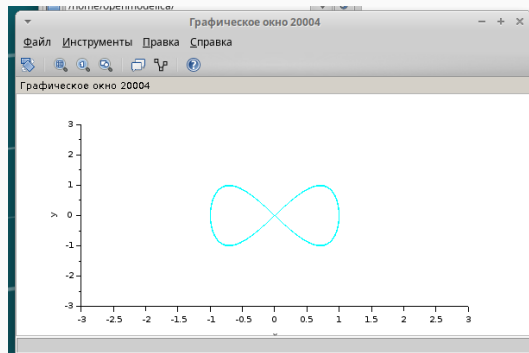 /home/openmodelica/
Графическое окно 20004
Файл Инструменты Правка Справка
Графическое окно 20004
3
2
1
y 0
-1
-2
-3
-3 -2.5 -2 -1.5 -1 -0.5 0 0.5 1 1.5 2 2.5 3